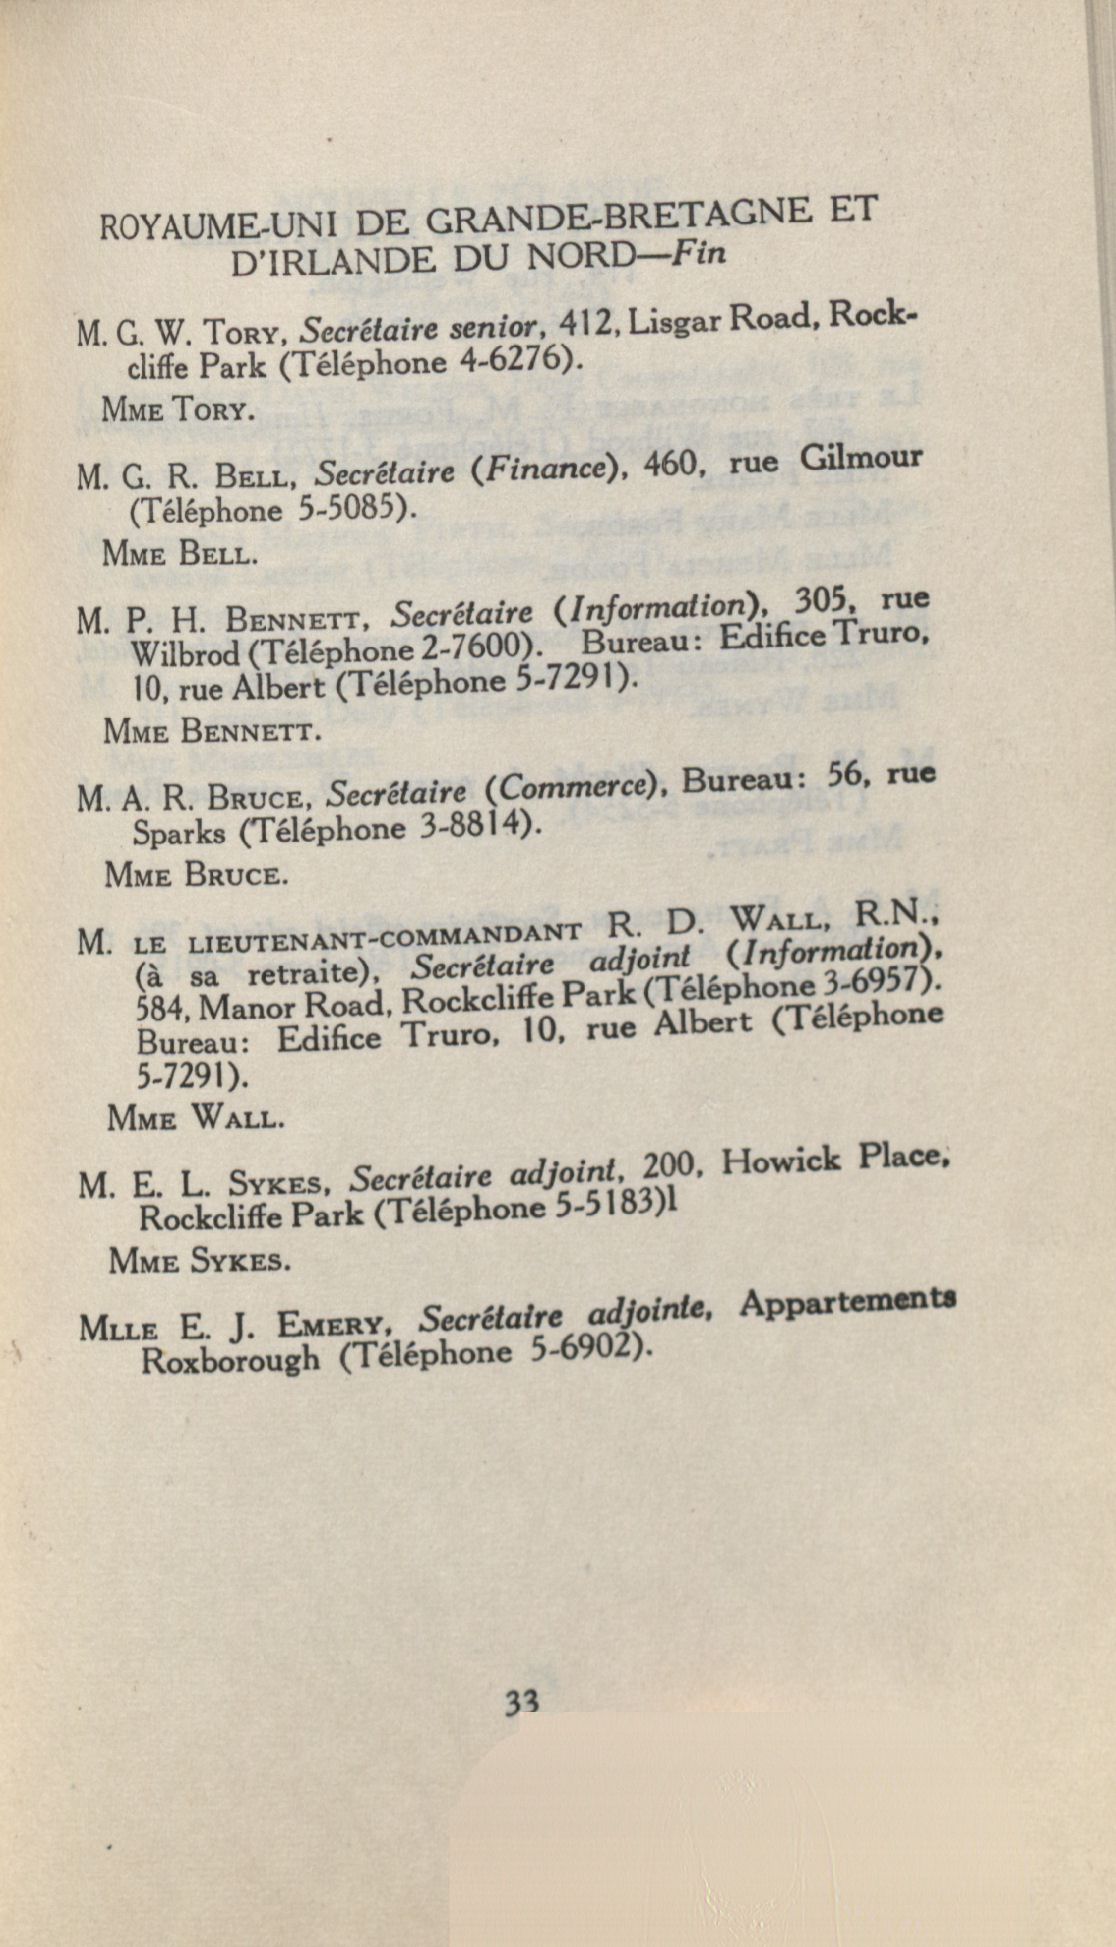 ROYAUME-UNI DE GRANDE-BRETAGNE ET
D'IRLANDE DU NORD—Fin
M. G. W. TORY, Secrétaire senior, 412, Lisgar Road, Rock-
cliffe Park (Téléphone 4-6276).
MME TORY.
M. G. R. BELL, Secrétaire (Finance), 460, rue Gilmour
(Téléphone 5-5085).
MME BELL.
M. P. H. BENNETT, Secrétaire (Information), 305, rue
Wilbrod (Téléphone 2-7600). Bureau: Edifice Truro,
10, rue Albert (Téléphone 5-7291).
MME BENNETT.
M. A. R. BRUCE, Secrétaire (Commerce), Bureau: 56, rue
Sparks (Téléphone 3-8814).
MME BRUCE.
M. LE LIEUTENANT-COMMANDANT R. D. WALL, R.N.,
(à sa retraite), Secrétaire adjoint (Information),
584, Manor Road, Rockcliffe Park (Téléphone 3-6957).
Bureau: Edifice Truro, 10, rue Albert (Téléphone
5-7291).
MME WALL.
M. E. L. SYKES, Secrétaire adjoint, 200, Howick Place,
Rockcliffe Park (Téléphone 5-5183)l
MME SYKES.
MLLE E. J. EMERY, Secrétaire adjointe, Appartements
Roxborough (Téléphone 5-6902).
33